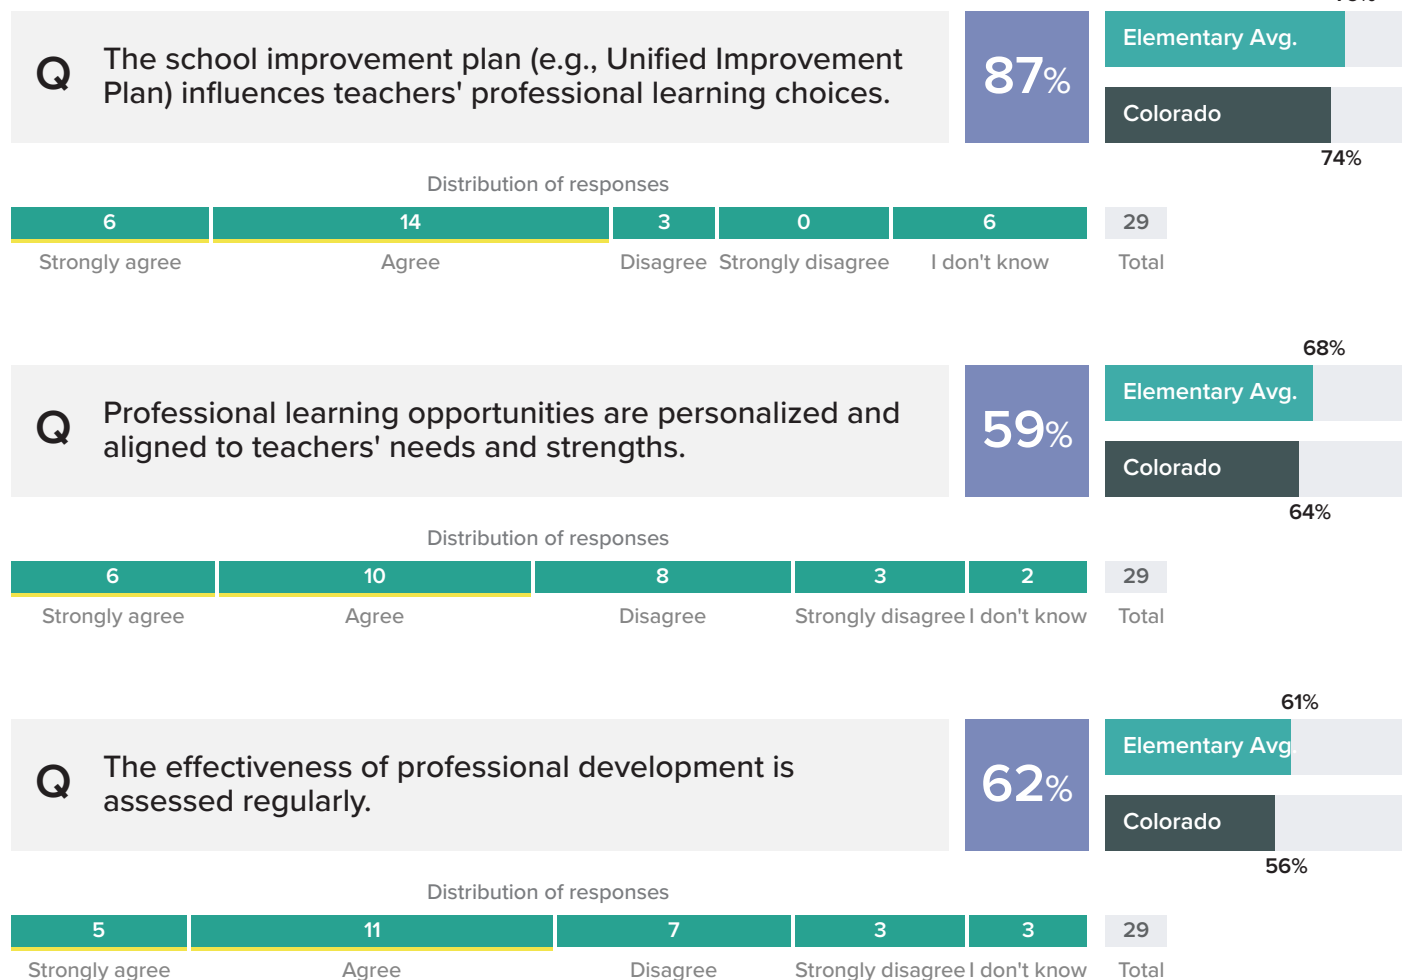 Q
The school improvement plan (e.g., Unified Improvement
Plan) influences teachers' professional learning choices.
87%
Elementary Avg.
Colorado
74%
Distribution of responses
6 14 3 0 6 29
Strongly agree Agree Disagree Strongly disagree I don't know Total
68%
Q
Professional learning opportunities are personalized and
aligned to teachers' needs and strengths.
59%
Elementary Avg.
Colorado
64%
Distribution of responses
6 10 8 3 2 29
Strongly agree Agree Disagree Strongly disagree I don't know Total
61%
Q
The effectiveness of professional development is
assessed regularly.
62%
Elementary Avg.
Colorado
56%
Distribution of responses
5 11 7 3 3 29
Strongly agree Agree Disagree Strongly disagree I don't know Total